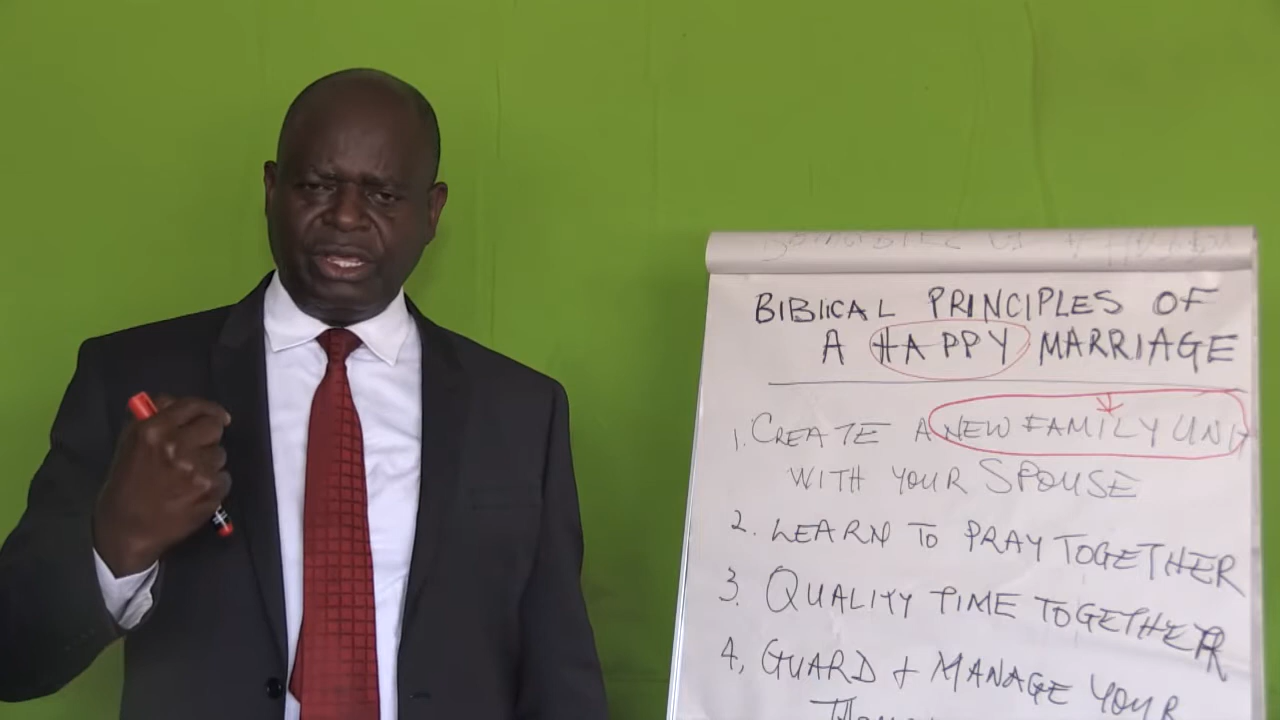 BIBLICAL PRINCIPLES OF
A HAPPY MARRIAGE
1. CREATE A NEW FAMILY UNIT
WITH YOUR SPOUSE
2. LEARN TO PRAY TOGETHER
3. QUALITY TIME TOGETHER
4, GUARD & MANAGE YOUR